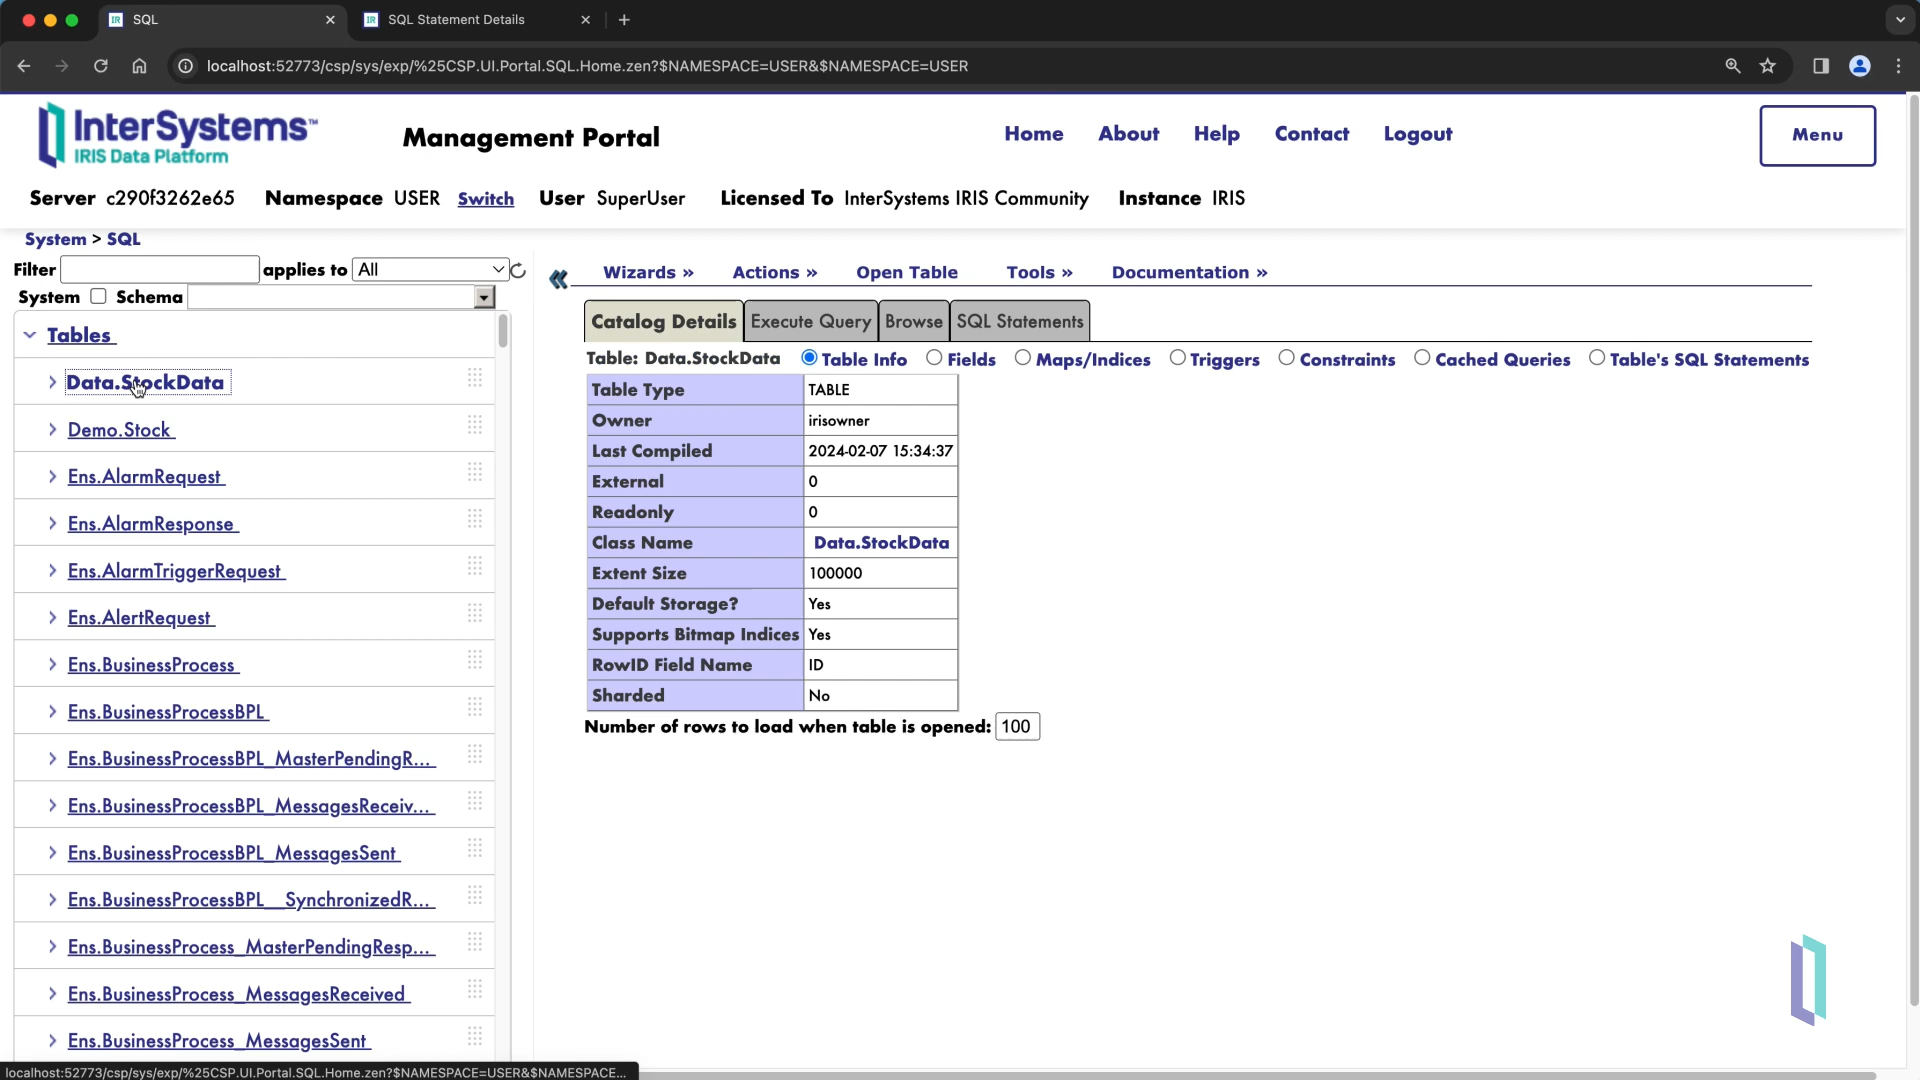 IR SQL
IR SQL Statement Details
localhost:52773/csp/sys/exp/%25CSP.UI.Portal.SQL.Home.zen?$NAMESPACE=USER&$NAMESPACE=USER
InterSystems™
IRIS Data Platform
Management Portal
Home About Help Contact Logout
Menu
Server c290f3262e65 Namespace USER Switch User SuperUser Licensed To InterSystems IRIS Community Instance IRIS
System > SQL
Filter applies to All
System Schema
Wizards » Actions » Open Table Tools » Documentation »
Catalog Details Execute Query Browse SQL Statements
Table: Data.StockData Table Info Fields Maps/Indices Triggers Constraints Cached Queries Table's SQL Statements
Tables
Data.StockData
Demo.Stock
Ens.AlarmRequest
Ens.AlarmResponse
Ens.AlarmTriggerRequest
Ens.AlertRequest
Ens.BusinessProcess
Ens.BusinessProcessBPL
Ens.BusinessProcessBPL_MasterPendingR...
Ens.BusinessProcessBPL_MessagesReceiv...
Ens.BusinessProcessBPL_MessagesSent
Ens.BusinessProcessBPL__SynchronizedR...
Ens.BusinessProcess_MasterPendingResp...
Ens.BusinessProcess_MessagesReceived
Ens.BusinessProcess_MessagesSent
Table Type TABLE
Owner irisowner
Last Compiled 2024-02-07 15:34:37
External 0
Readonly 0
Class Name Data.StockData
Extent Size 100000
Default Storage? Yes
Supports Bitmap Indices Yes
RowID Field Name ID
Sharded No
Number of rows to load when table is opened: 100
localhost:52773/csp/sys/exp/%25CSP.UI.Portal.SQL.Home.zen?$NAMESPACE=USER&$NAMESPACE...